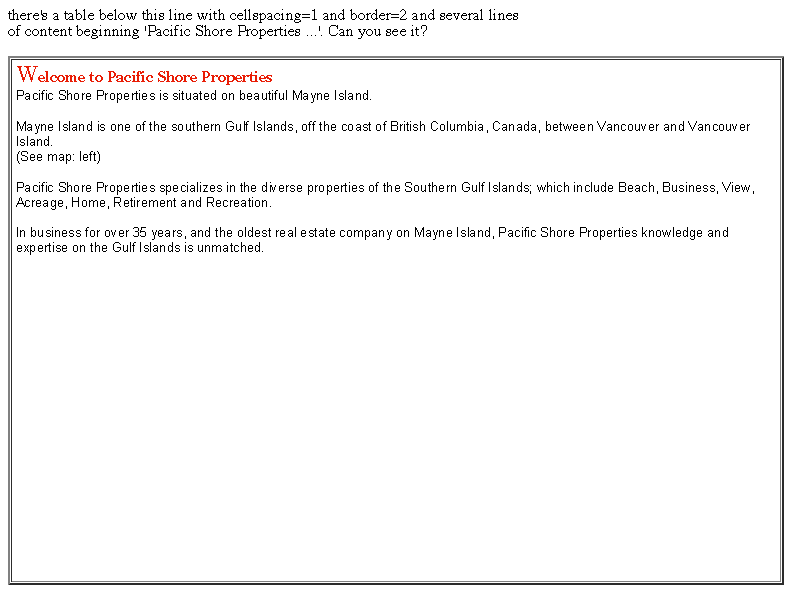 there's a table below this line with cellspacing=1 and border=2 and several lines
of content beginning 'Pacific Shore Properties ...'. Can you see it?
Welcome to Pacific Shore Properties
Pacific Shore Properties is situated on beautiful Mayne Island.
Mayne Island is one of the southern Gulf Islands, off the coast of British Columbia, Canada, between Vancouver and Vancouver
Island.
(See map: left)
Pacific Shore Properties specializes in the diverse properties of the Southern Gulf Islands; which include Beach, Business, View,
Acreage, Home, Retirement and Recreation.
In business for over 35 years, and the oldest real estate company on Mayne Island, Pacific Shore Properties knowledge and
expertise on the Gulf Islands is unmatched.